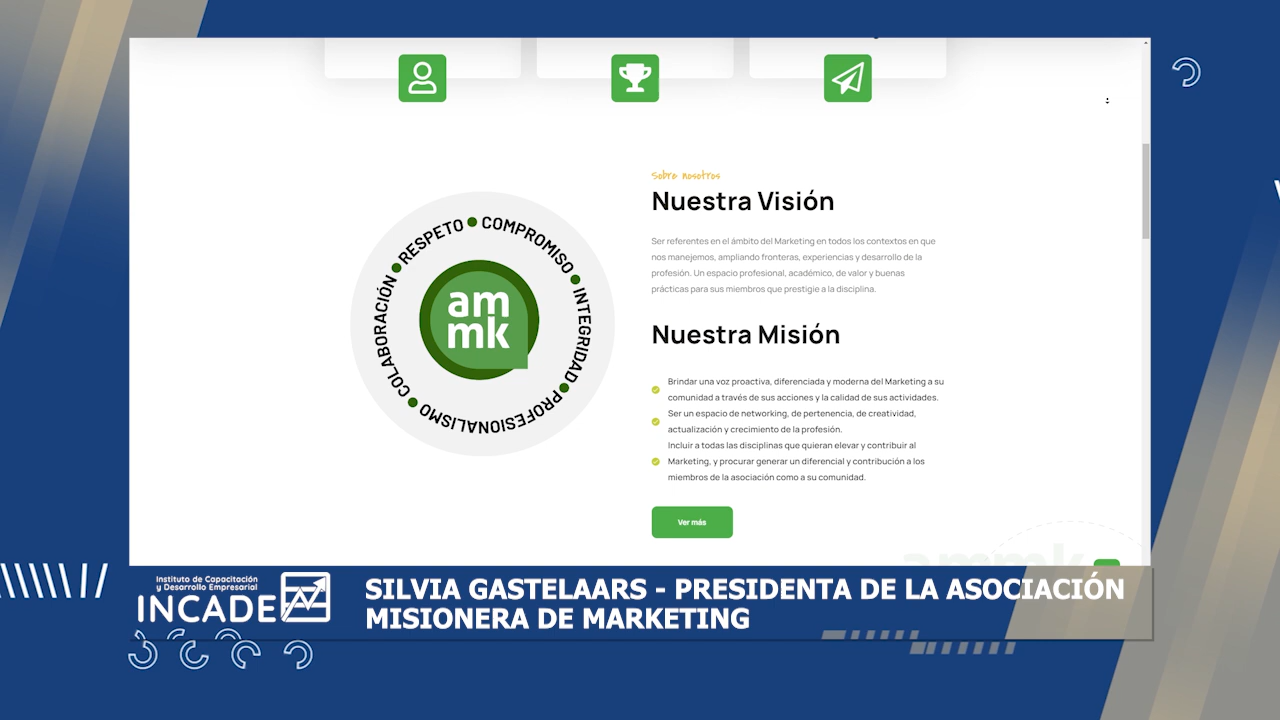 RESPETO • COMPROMISO • INTEGRIDAD • PROFESIONALISMO • COLABORACIÓN •
am
mk
Sobre nosotros
Nuestra Visión
Ser referentes en el ámbito del Marketing en todos los contextos en que
nos manejemos, ampliando fronteras, experiencias y desarrollo de la
profesión. Un espacio profesional, académico, de valor y buenas
prácticas para sus miembros que prestigie a la disciplina.
Nuestra Misión
Brindar una voz proactiva, diferenciada y moderna del Marketing a su
comunidad a través de sus acciones y la calidad de sus actividades.
Ser un espacio de networking, de pertenencia, de creatividad,
actualización y crecimiento de la profesión.
Incluir a todas las disciplinas que quieran elevar y contribuir al
Marketing, y procurar generar un diferencial y contribución a los
miembros de la asociación como a su comunidad.
Ver más
ammk
Instituto de Capacitación
y Desarrollo Empresarial
INCADE
SILVIA GASTELAARS - PRESIDENTA DE LA ASOCIACIÓN
MISIONERA DE MARKETING